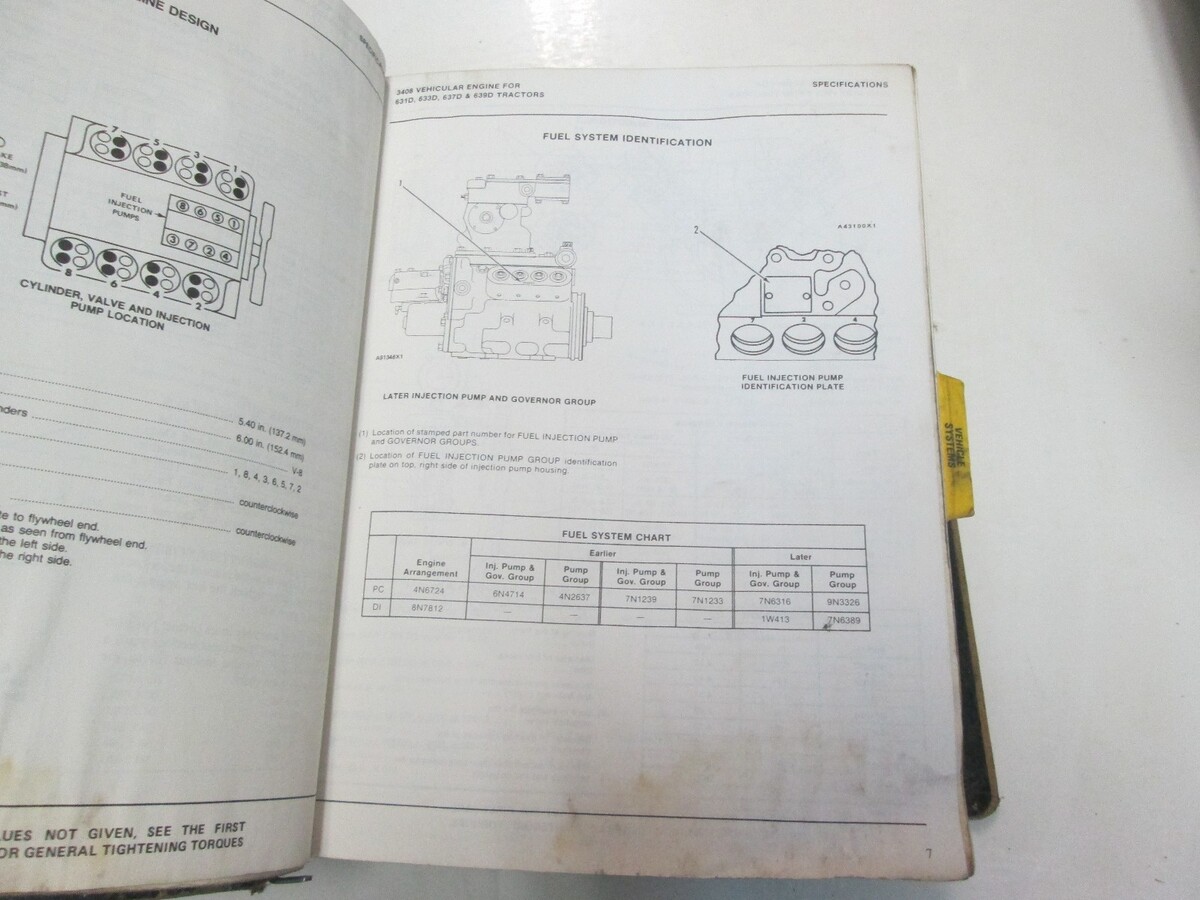 ENGINE DESIGN
7 5 3 1
FUEL
INJECTION
PUMPS
8 6 5 1
3 7 2 4
8 6 4 2
CYLINDER, VALVE AND INJECTION
PUMP LOCATION
5.40 in. (137.2 mm)
6.00 in. (152.4 mm)
V-8
1, 8, 4, 3, 6, 5, 7, 2
counterclockwise
counterclockwise
to flywheel end.
as seen from flywheel end.
the left side.
the right side.
NOT GIVEN, SEE THE FIRST
OR GENERAL TIGHTENING TORQUES
3408 VEHICULAR ENGINE FOR
631D, 633D, 637D & 639D TRACTORS
SPECIFICATIONS
FUEL SYSTEM IDENTIFICATION
1
2
A43100X1
7 2 4
A91346X1
FUEL INJECTION PUMP
IDENTIFICATION PLATE
LATER INJECTION PUMP AND GOVERNOR GROUP
(1) Location of stamped part number for FUEL INJECTION PUMP
and GOVERNOR GROUPS.
(2) Location of FUEL INJECTION PUMP GROUP identification
plate on top, right side of injection pump housing.
FUEL SYSTEM CHART
Engine Arrangement Earlier Later
Inj. Pump & Gov. Group Pump Group Inj. Pump & Gov. Group Pump Group Inj. Pump & Gov. Group Pump Group
PC 4N6724 6N4714 4N2637 7N1239 7N1233 7N6316 9N3326
DI 8N7812 — — — — 1W413 7N6389
7
VEHICLE
SYSTEMS